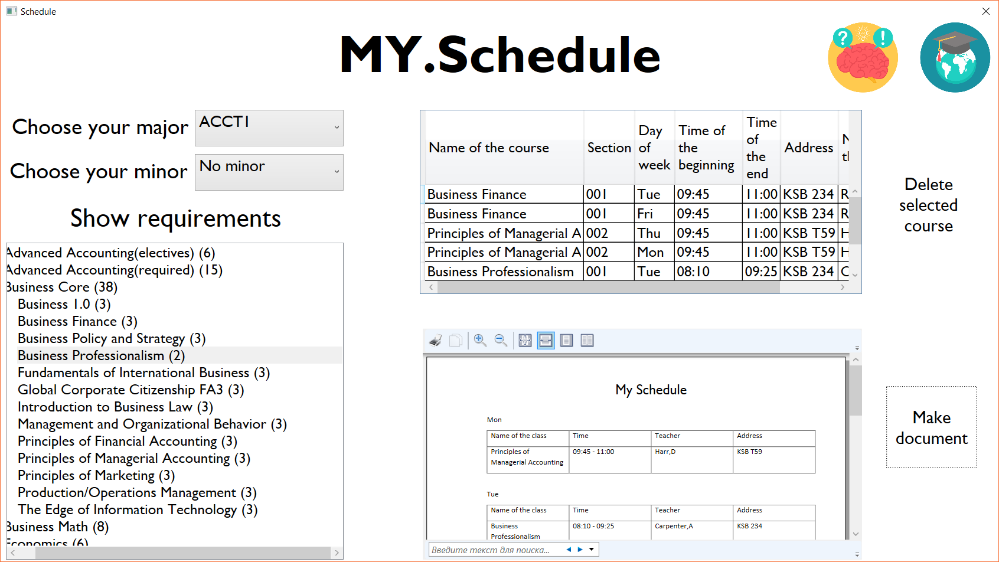 Schedule
MY.Schedule
? !
Choose your major
ACCT1
Choose your minor
No minor
Show requirements
Advanced Accounting(electives) (6)
Advanced Accounting(required) (15)
Business Core (38)
Business 1.0 (3)
Business Finance (3)
Business Policy and Strategy (3)
Business Professionalism (2)
Fundamentals of International Business (3)
Global Corporate Citizenship FA3 (3)
Introduction to Business Law (3)
Management and Organizational Behavior (3)
Principles of Financial Accounting (3)
Principles of Managerial Accounting (3)
Principles of Marketing (3)
Production/Operations Management (3)
The Edge of Information Technology (3)
Business Math (8)
Economics (6)
Name of the course
Section
Day
of
week
Time of
the
beginning
Time
of
the
end
Address
Business Finance 001 Tue 09:45 11:00 KSB 234 R
Business Finance 001 Fri 09:45 11:00 KSB 234 R
Principles of Managerial A 002 Thu 09:45 11:00 KSB T59 H
Principles of Managerial A 002 Mon 09:45 11:00 KSB T59 H
Business Professionalism 001 Tue 08:10 09:25 KSB 234 C
Delete
selected
course
My Schedule
Mon
Name of the class Time Teacher Address
Principles of 09:45 - 11:00 Harr,D KSB T59
Managerial Accounting
Tue
Name of the class Time Teacher Address
Business 08:10 - 09:25 Carpenter,A KSB 234
Professionalism
Введите текст для поиска...
Make
document